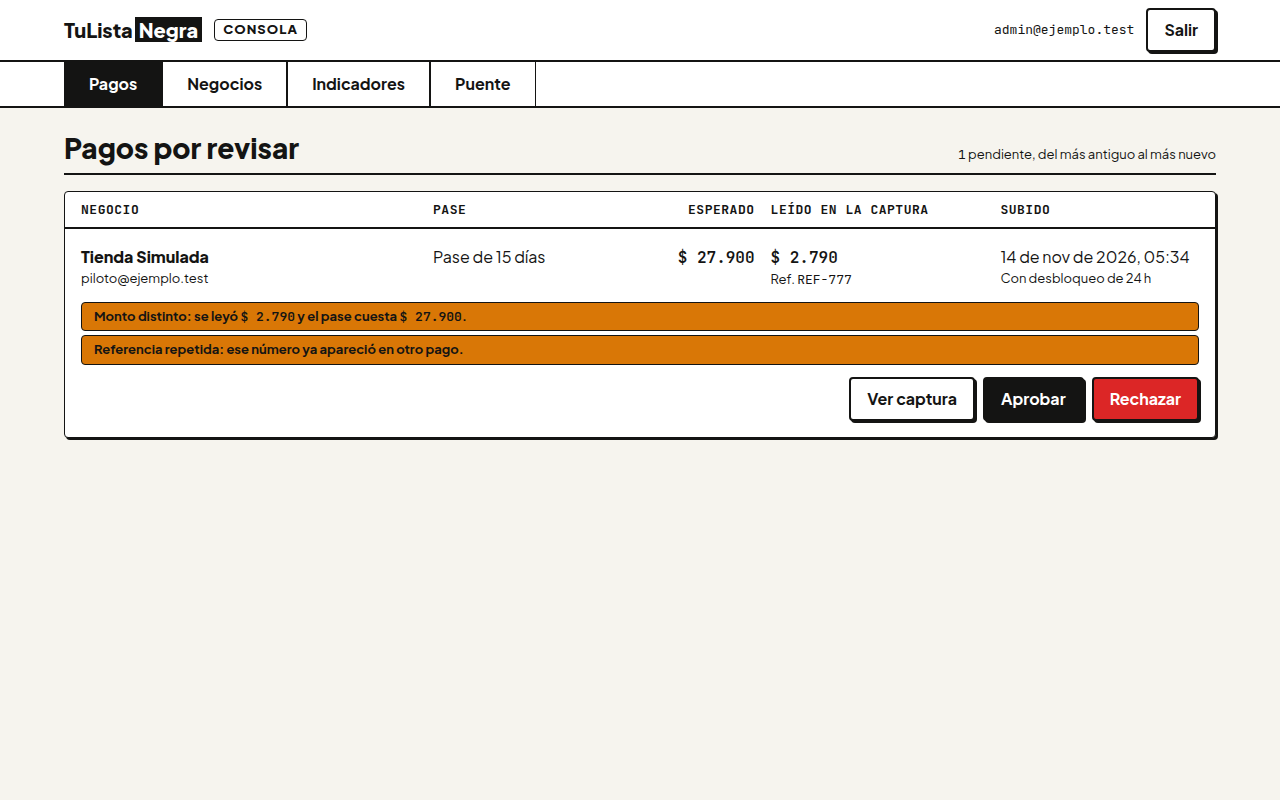 TuLista Negra CONSOLA admin@ejemplo.test Salir
Pagos Negocios Indicadores Puente
Pagos por revisar 1 pendiente, del más antiguo al más nuevo
NEGOCIO PASE ESPERADO LEÍDO EN LA CAPTURA SUBIDO
Tienda Simulada Pase de 15 días $ 27.900 $ 2.790 14 de nov de 2026, 05:34
piloto@ejemplo.test Ref. REF-777 Con desbloqueo de 24 h
Monto distinto: se leyó $ 2.790 y el pase cuesta $ 27.900.
Referencia repetida: ese número ya apareció en otro pago.
Ver captura Aprobar Rechazar